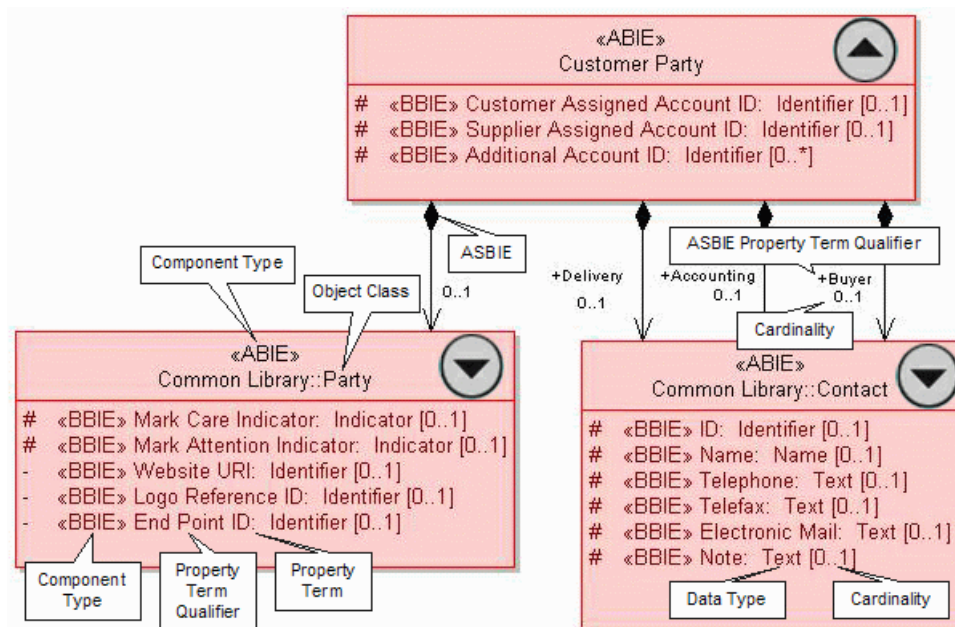 «ABIE»
Customer Party
# «BBIE» Customer Assigned Account ID: Identifier [0..1]
# «BBIE» Supplier Assigned Account ID: Identifier [0..1]
# «BBIE» Additional Account ID: Identifier [0..*]
Component Type
ASBIE
ASBIE Property Term Qualifier
Object Class
0..1
+Delivery
0..1
+Accounting
0..1
+Buyer
0..1
Cardinality
«ABIE»
Common Library::Party
# «BBIE» Mark Care Indicator: Indicator [0..1]
# «BBIE» Mark Attention Indicator: Indicator [0..1]
- «BBIE» Website URI: Identifier [0..1]
- «BBIE» Logo Reference ID: Identifier [0..1]
- «BBIE» End Point ID: Identifier [0..1]
Component
Type
Property
Term
Qualifier
Property
Term
«ABIE»
Common Library::Contact
# «BBIE» ID: Identifier [0..1]
# «BBIE» Name: Name [0..1]
# «BBIE» Telephone: Text [0..1]
# «BBIE» Telefax: Text [0..1]
# «BBIE» Electronic Mail: Text [0..1]
# «BBIE» Note: Text [0..1]
Data Type
Cardinality